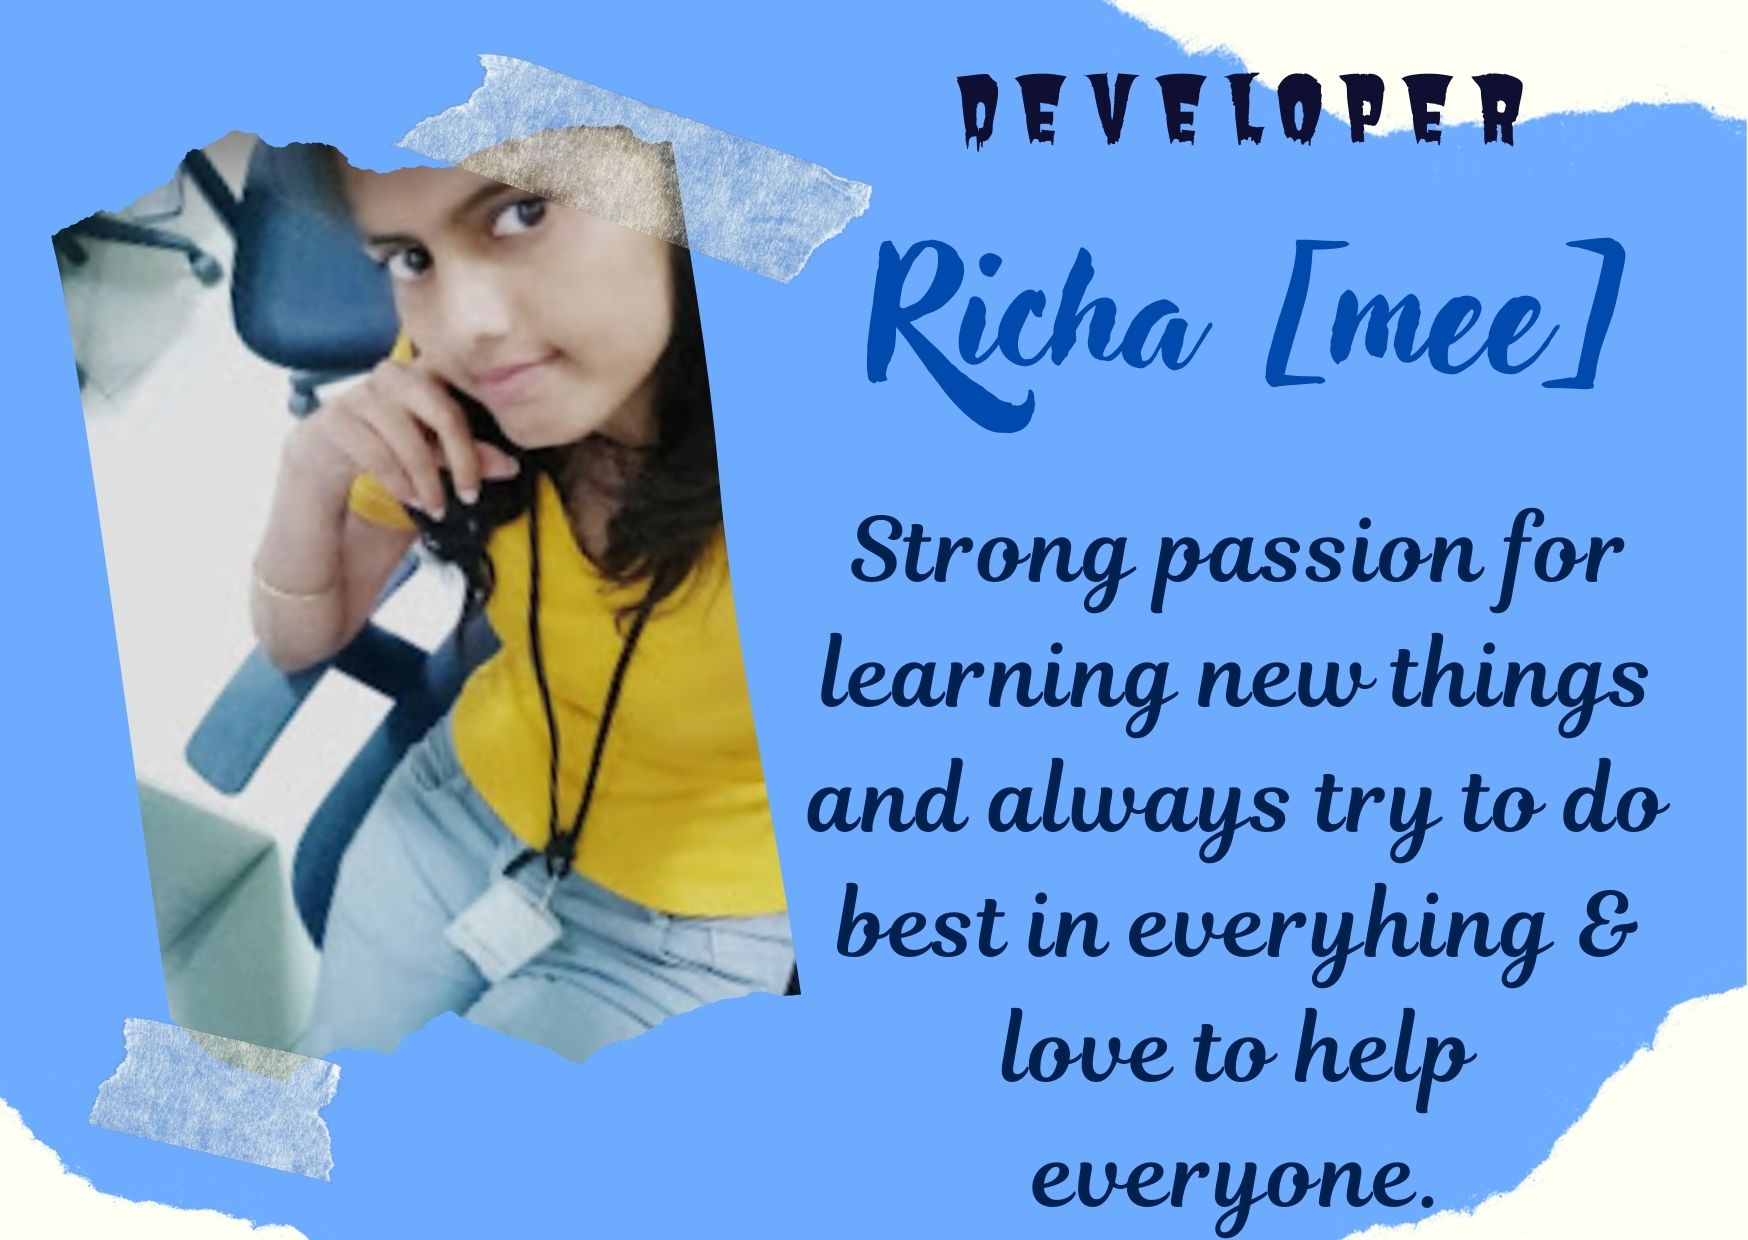 DEVELOPER
Richa [mee]
Strong passion for
learning new things
and always try to do
best in everyhing &
love to help
everyone.